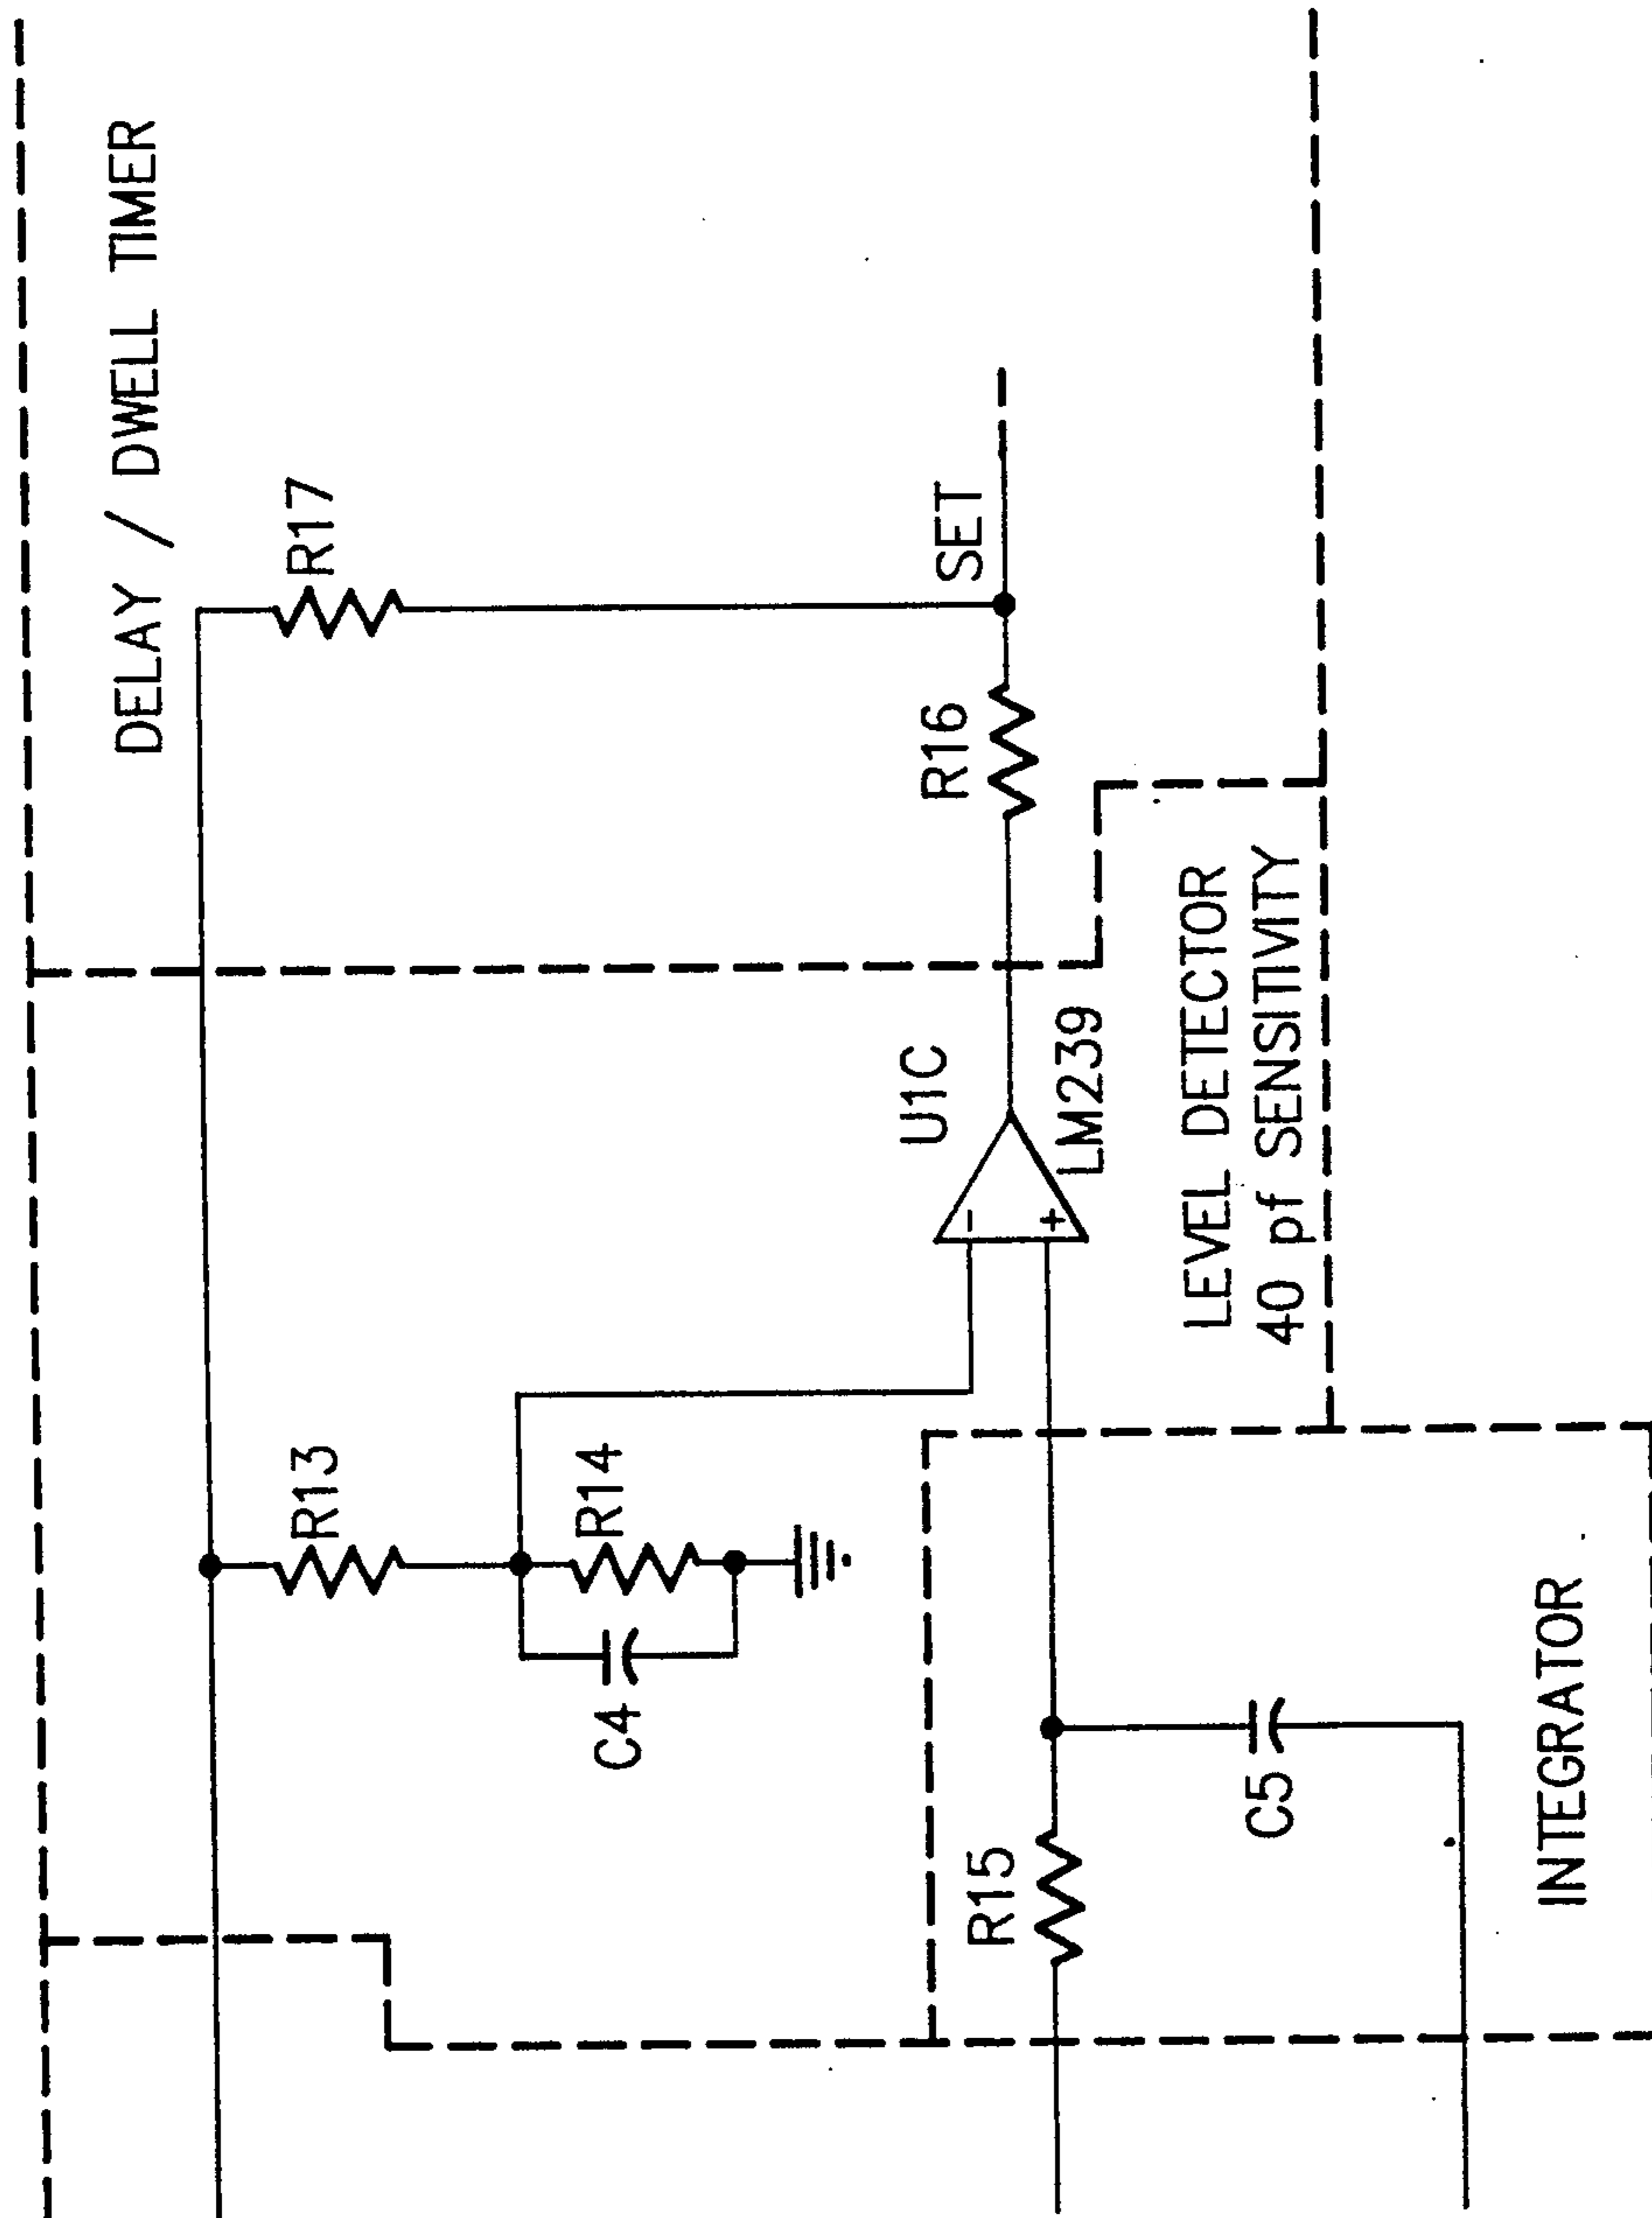 DELAY / DWELL TIMER
R17
R13
R14
C4
SET
R16
U1C
-
+
LM239
LEVEL DETECTOR
40 pf SENSITIVITY
R15
C5
INTEGRATOR